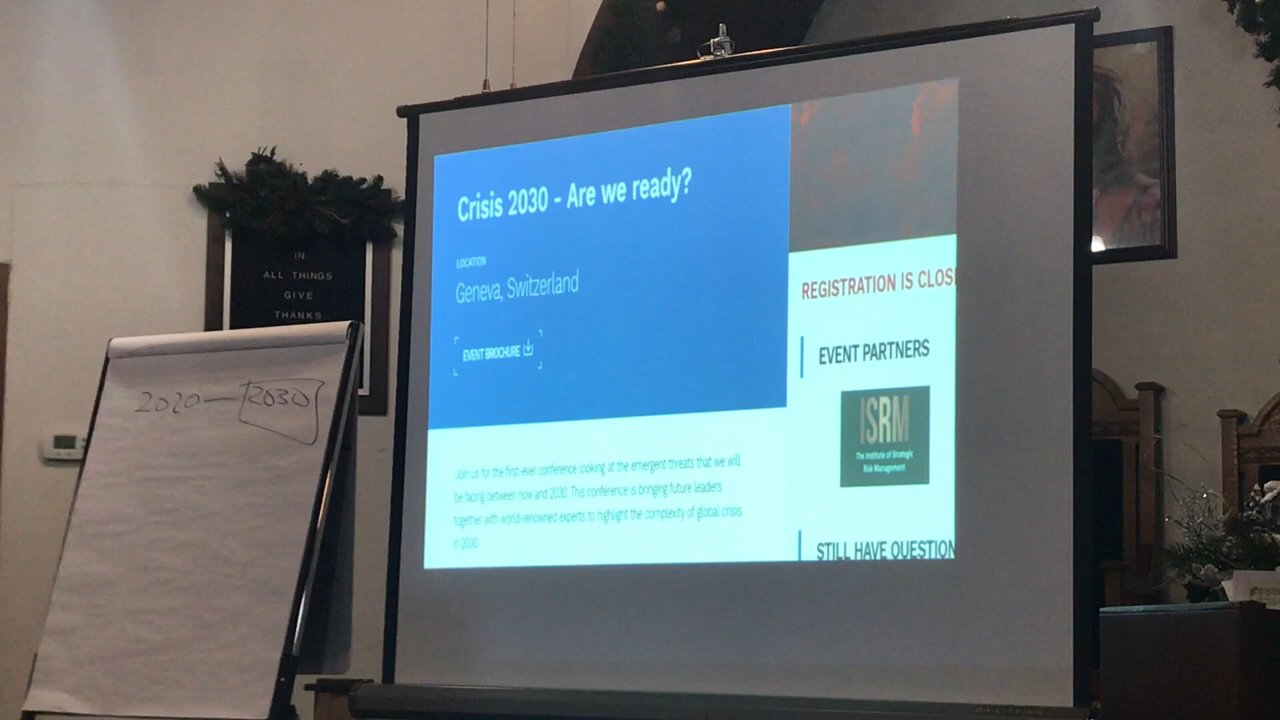 IN
ALL THINGS
GIVE
THANKS
2020 — 2030
Crisis 2030 - Are we ready?
LOCATION
Geneva, Switzerland
EVENT BROCHURE
Join us for the first-ever conference looking at the emergent threats that we will
be facing between now and 2030. This conference is bringing future leaders
together with world-renowned experts to highlight the complexity of global crisis
in 2030.
REGISTRATION IS CLOS
EVENT PARTNERS
ISRM
The Institute of Strategic
Risk Management
STILL HAVE QUESTION